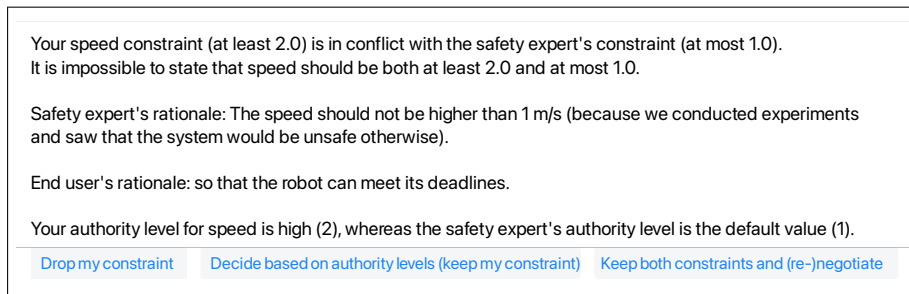 Your speed constraint (at least 2.0) is in conflict with the safety expert's constraint (at most 1.0).
It is impossible to state that speed should be both at least 2.0 and at most 1.0.
Safety expert's rationale: The speed should not be higher than 1 m/s (because we conducted experiments
and saw that the system would be unsafe otherwise).
End user's rationale: so that the robot can meet its deadlines.
Your authority level for speed is high (2), whereas the safety expert's authority level is the default value (1).
Drop my constraint Decide based on authority levels (keep my constraint) Keep both constraints and (re-)negotiate